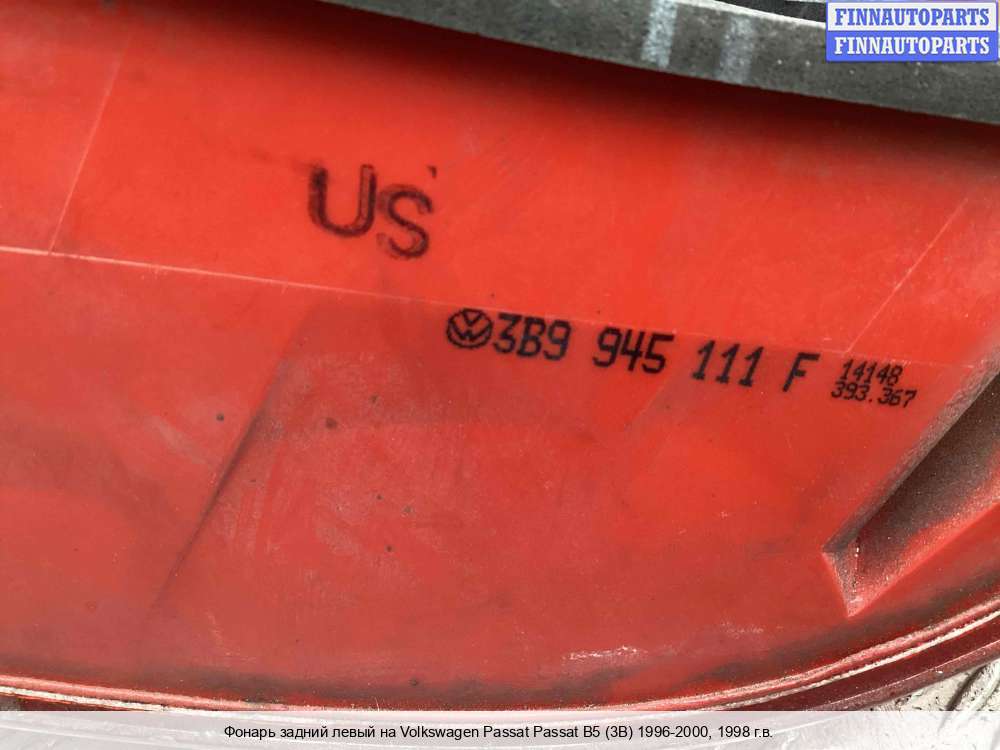 FINNAUTOPARTS
FINNAUTOPARTS
US
3B9 945 111 F
14148
393.367
Фонарь задний левый на Volkswagen Passat Passat B5 (3B) 1996-2000, 1998 г.в.